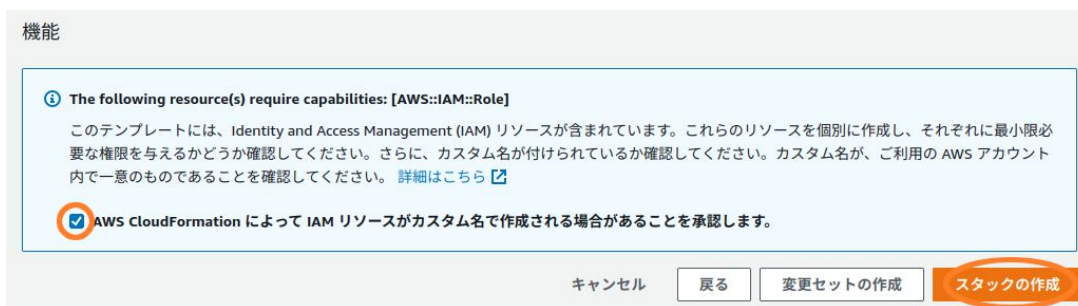 機能
The following resource(s) require capabilities: [AWS::IAM::Role]
このテンプレートには、Identity and Access Management (IAM) リソースが含まれています。これらのリソースを個別に作成し、それぞれに最小限必
要な権限を与えるかどうか確認してください。さらに、カスタム名が付けられているか確認してください。カスタム名が、ご利用の AWS アカウント
内で一意のものであることを確認してください。 詳細はこちら
AWS CloudFormation によって IAM リソースがカスタム名で作成される場合があることを承認します。
キャンセル 戻る 変更セットの作成 スタックの作成